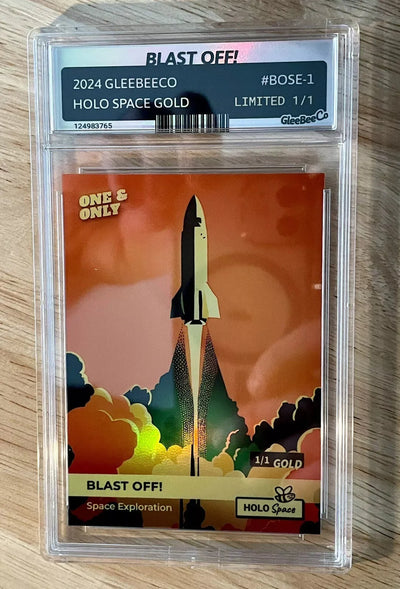 BLAST OFF!
2024 GLEEBEECO #BOSE-1
HOLO SPACE GOLD LIMITED 1/1
124983765 GleeBeeCo
ONE &
ONLY
1/1 GOLD
BLAST OFF!
Space Exploration
HOLO Space